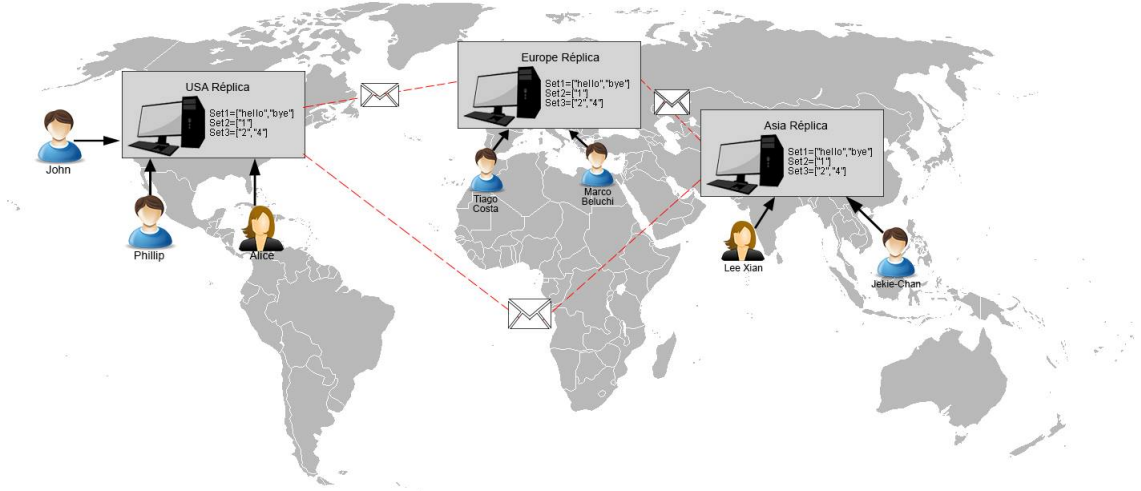 USA Réplica
Set1=["hello","bye"]
Set2=["1"]
Set3=["2","4"]
John
Phillip
Alice
Europe Réplica
Set1=["hello","bye"]
Set2=["1"]
Set3=["2","4"]
Tiago
Costa
Marco
Beluchi
Asia Réplica
Set1=["hello","bye"]
Set2=["1"]
Set3=["2","4"]
Lee Xian
Jekie-Chan